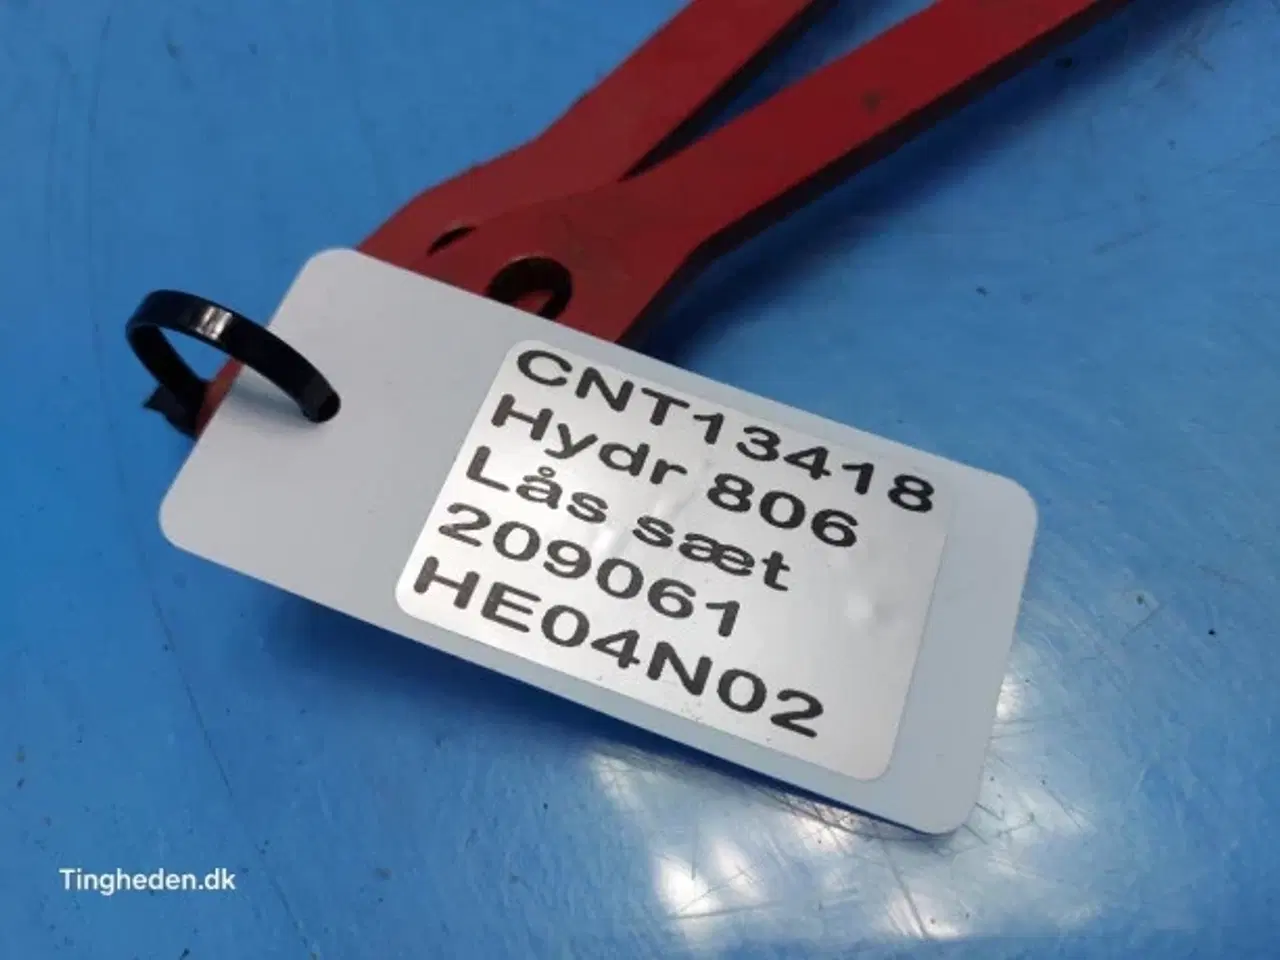 CNT13418
Hydr 806
Lås sæt
209061
HE04N02
Tingheden.dk